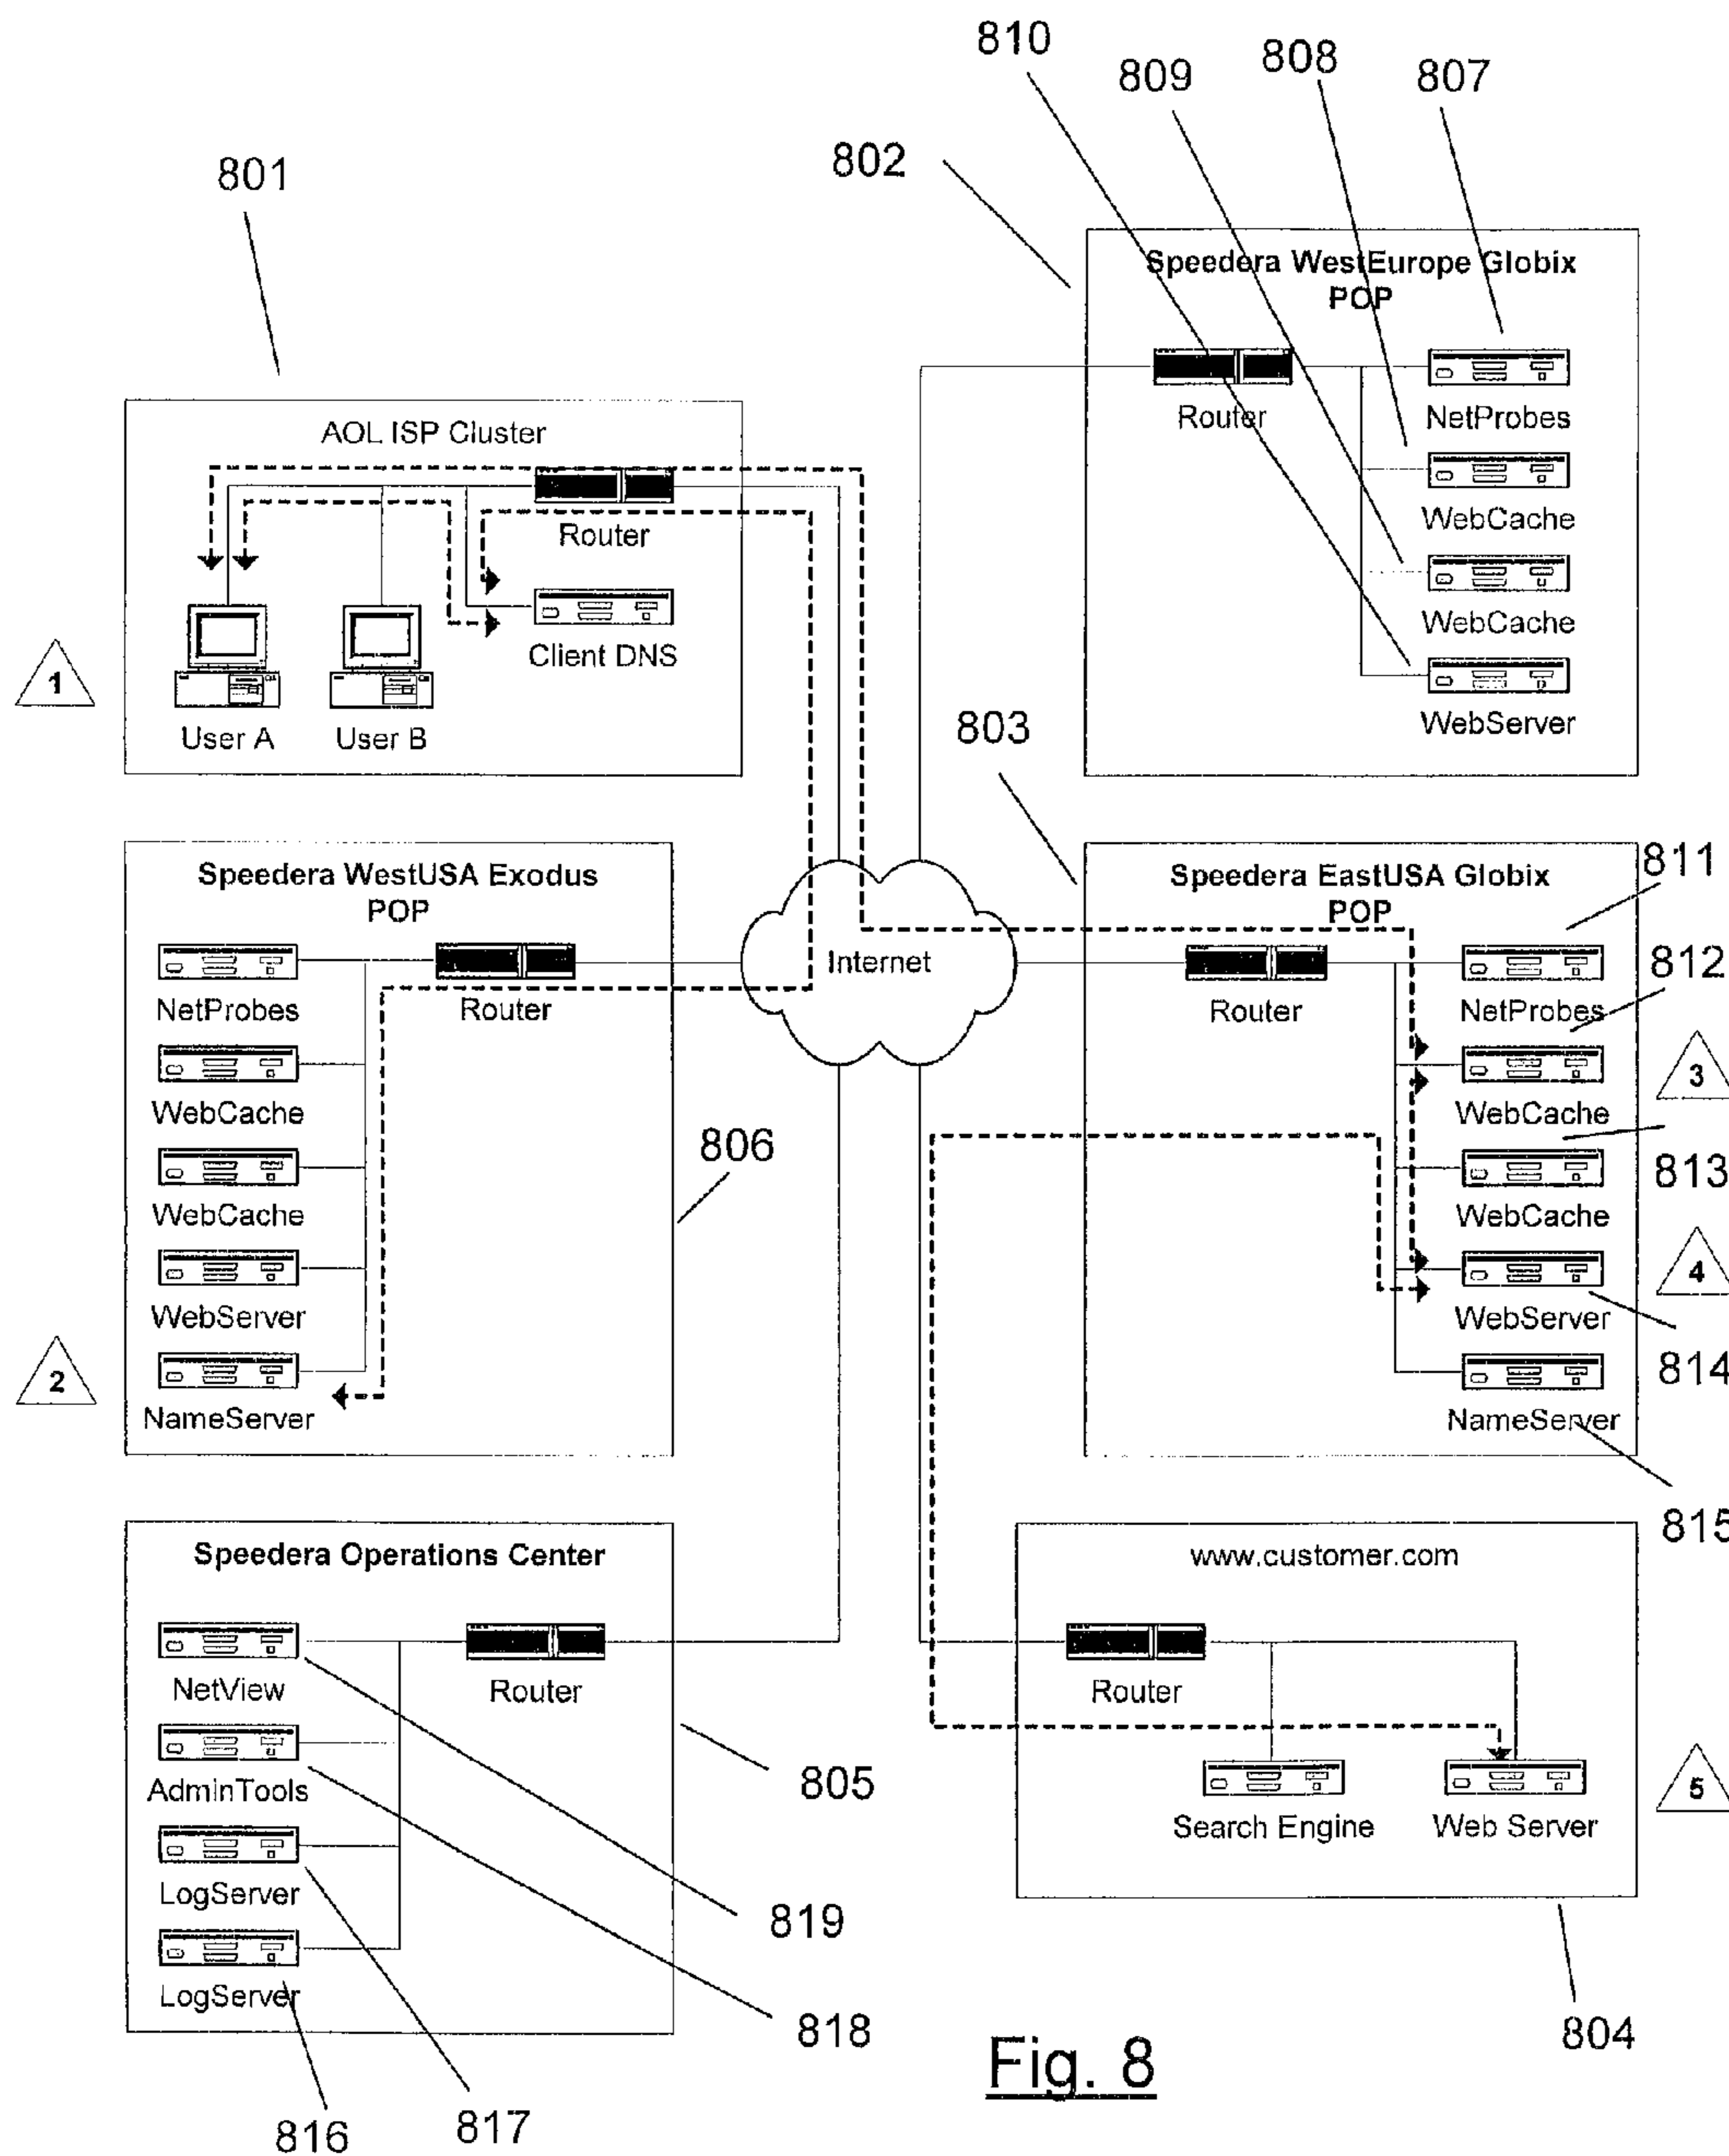 810
809
808
807
802
801
Speedera WestEurope Globix
POP
Router
NetProbes
WebCache
WebCache
WebServer
AOL ISP Cluster
Router
Client DNS
User A
User B
1
803
Speedera WestUSA Exodus
POP
NetProbes
Router
WebCache
WebCache
WebServer
NameServer
2
806
Internet
Speedera EastUSA Globix
POP
Router
NetProbes
WebCache
WebCache
WebServer
NameServer
811
812
3
813
4
814
815
Speedera Operations Center
NetView
Router
AdminTools
LogServer
LogServer
805
819
818
817
816
www.customer.com
Router
Search Engine
Web Server
5
804
Fig. 8